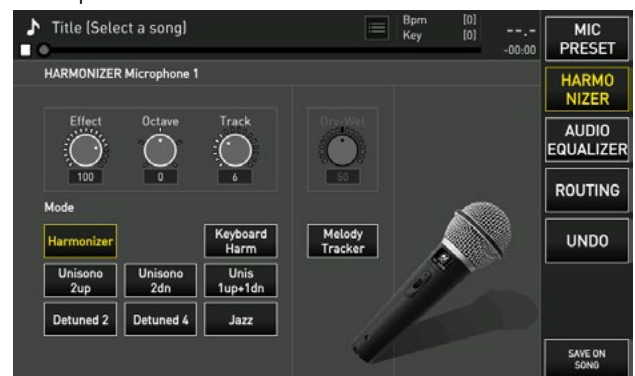 Title (Select a song)
Bpm [0]
Key [0]
--.-
-00:00
MIC
PRESET
HARMONIZER Microphone 1
HARMO
NIZER
Effect Octave Track Dry-Wet
100 0 6 50
AUDIO
EQUALIZER
ROUTING
Mode
Harmonizer
Keyboard
Harm
Melody
Tracker
UNDO
Unisono
2up
Unisono
2dn
Unis
1up+1dn
Detuned 2
Detuned 4
Jazz
SAVE ON
SONG